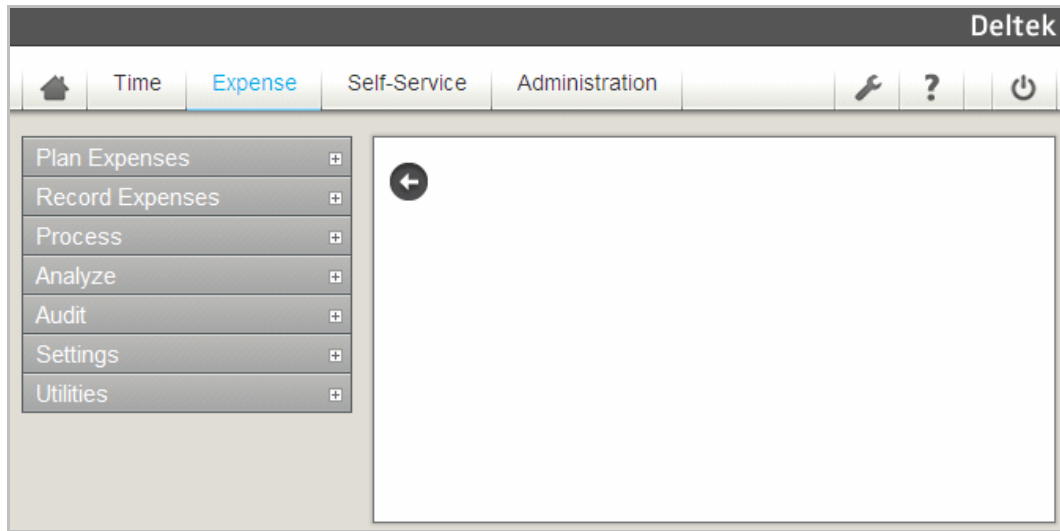 Deltek
Time Expense Self-Service Administration ?
Plan Expenses
Record Expenses
Process
Analyze
Audit
Settings
Utilities